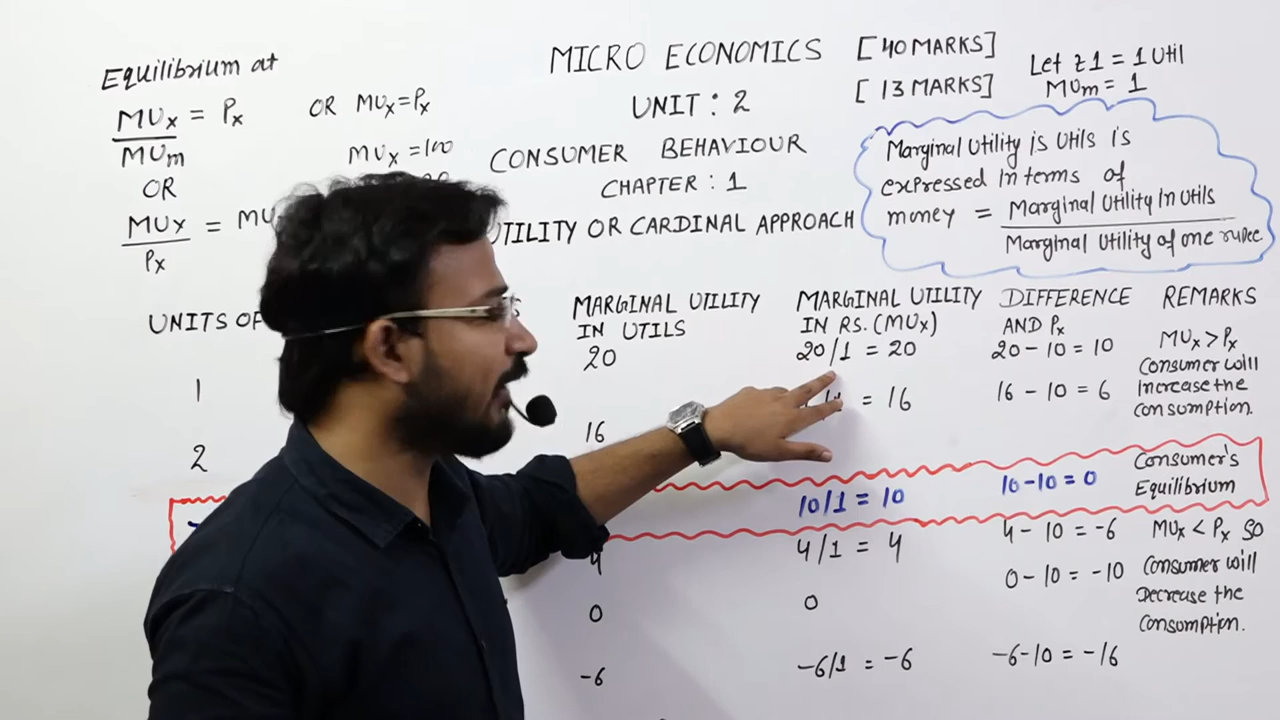 MICRO ECONOMICS [40 MARKS]
UNIT : 2 [13 MARKS]
CONSUMER BEHAVIOUR
CHAPTER : 1
UTILITY OR CARDINAL APPROACH
Equilibrium at
MUx = Px OR MUx=Px
MUm
MUx =100
OR
MUx = MU
Px
Let ₹1 = 1 Util
MUm = 1
Marginal Utility is Utils is
expressed In terms of
money = Marginal Utility In Utils
Marginal Utility of one rupee
UNITS OF
1
2
MARGINAL UTILITY
IN UTILS
20
16
4
0
-6
MARGINAL UTILITY
IN RS. (MUx)
20/1 = 20
= 16
10/1 = 10
4/1 = 4
0
-6/1 = -6
DIFFERENCE
AND Px
20-10 = 10
16 - 10 = 6
10-10 = 0
4- 10 = -6
0-10 = -10
-6-10 = -16
REMARKS
MUx > Px
Consumer will
Increase the
consumption.
Consumer's
Equilibrium
MUx < Px so
Consumer will
Decrease the
consumption.